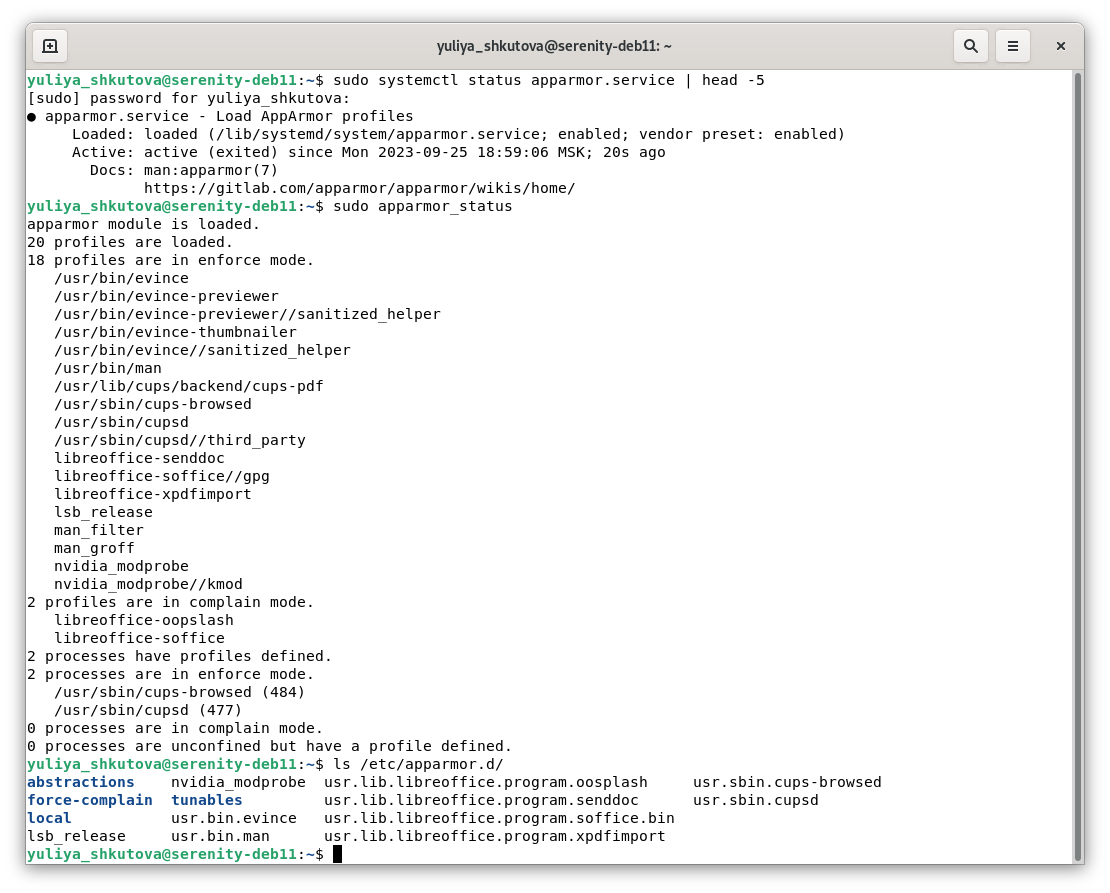 yuliya_shkutova@serenity-deb11: ~
yuliya_shkutova@serenity-deb11:~$ sudo systemctl status apparmor.service | head -5
[sudo] password for yuliya_shkutova:
● apparmor.service - Load AppArmor profiles
     Loaded: loaded (/lib/systemd/system/apparmor.service; enabled; vendor preset: enabled)
     Active: active (exited) since Mon 2023-09-25 18:59:06 MSK; 20s ago
       Docs: man:apparmor(7)
             https://gitlab.com/apparmor/apparmor/wikis/home/
yuliya_shkutova@serenity-deb11:~$ sudo apparmor_status
apparmor module is loaded.
20 profiles are loaded.
18 profiles are in enforce mode.
   /usr/bin/evince
   /usr/bin/evince-previewer
   /usr/bin/evince-previewer//sanitized_helper
   /usr/bin/evince-thumbnailer
   /usr/bin/evince//sanitized_helper
   /usr/bin/man
   /usr/lib/cups/backend/cups-pdf
   /usr/sbin/cups-browsed
   /usr/sbin/cupsd
   /usr/sbin/cupsd//third_party
   libreoffice-senddoc
   libreoffice-soffice//gpg
   libreoffice-xpdfimport
   lsb_release
   man_filter
   man_groff
   nvidia_modprobe
   nvidia_modprobe//kmod
2 profiles are in complain mode.
   libreoffice-oopslash
   libreoffice-soffice
2 processes have profiles defined.
2 processes are in enforce mode.
   /usr/sbin/cups-browsed (484)
   /usr/sbin/cupsd (477)
0 processes are in complain mode.
0 processes are unconfined but have a profile defined.
yuliya_shkutova@serenity-deb11:~$ ls /etc/apparmor.d/
abstractions    nvidia_modprobe  usr.lib.libreoffice.program.oosplash     usr.sbin.cups-browsed
force-complain  tunables         usr.lib.libreoffice.program.senddoc      usr.sbin.cupsd
local           usr.bin.evince   usr.lib.libreoffice.program.soffice.bin
lsb_release     usr.bin.man      usr.lib.libreoffice.program.xpdfimport
yuliya_shkutova@serenity-deb11:~$